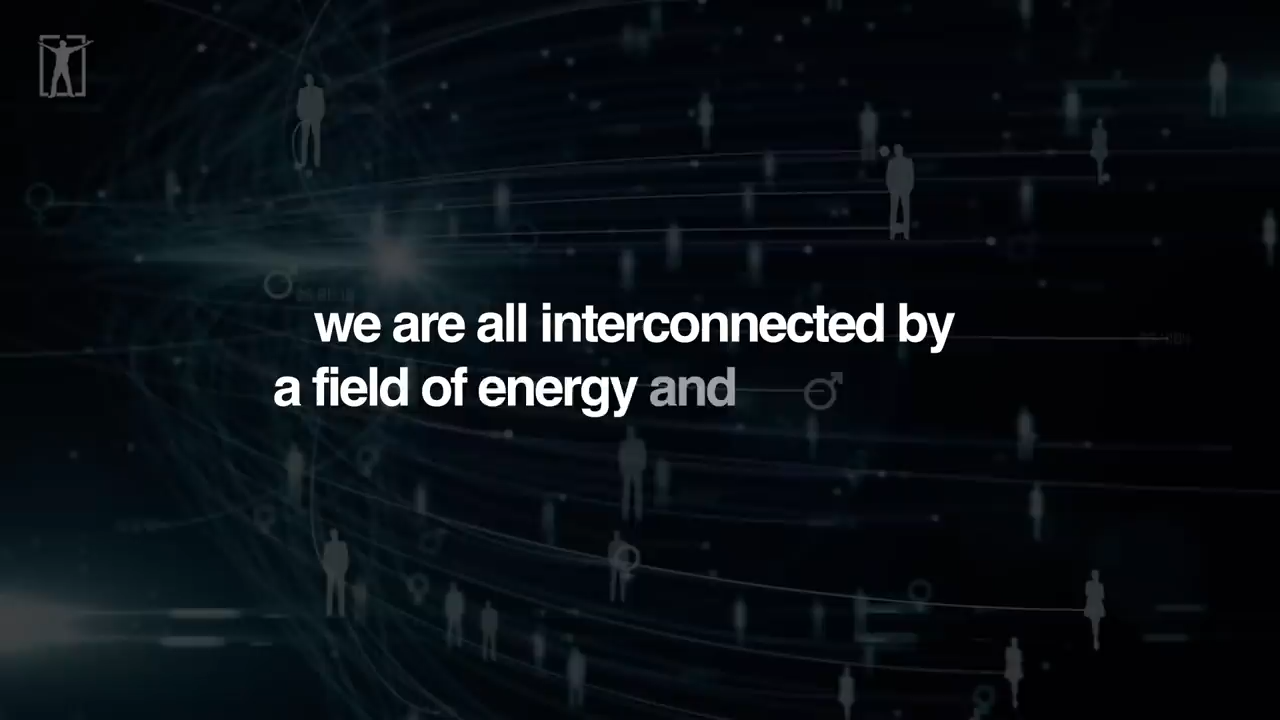 we are all interconnected by
a field of energy and